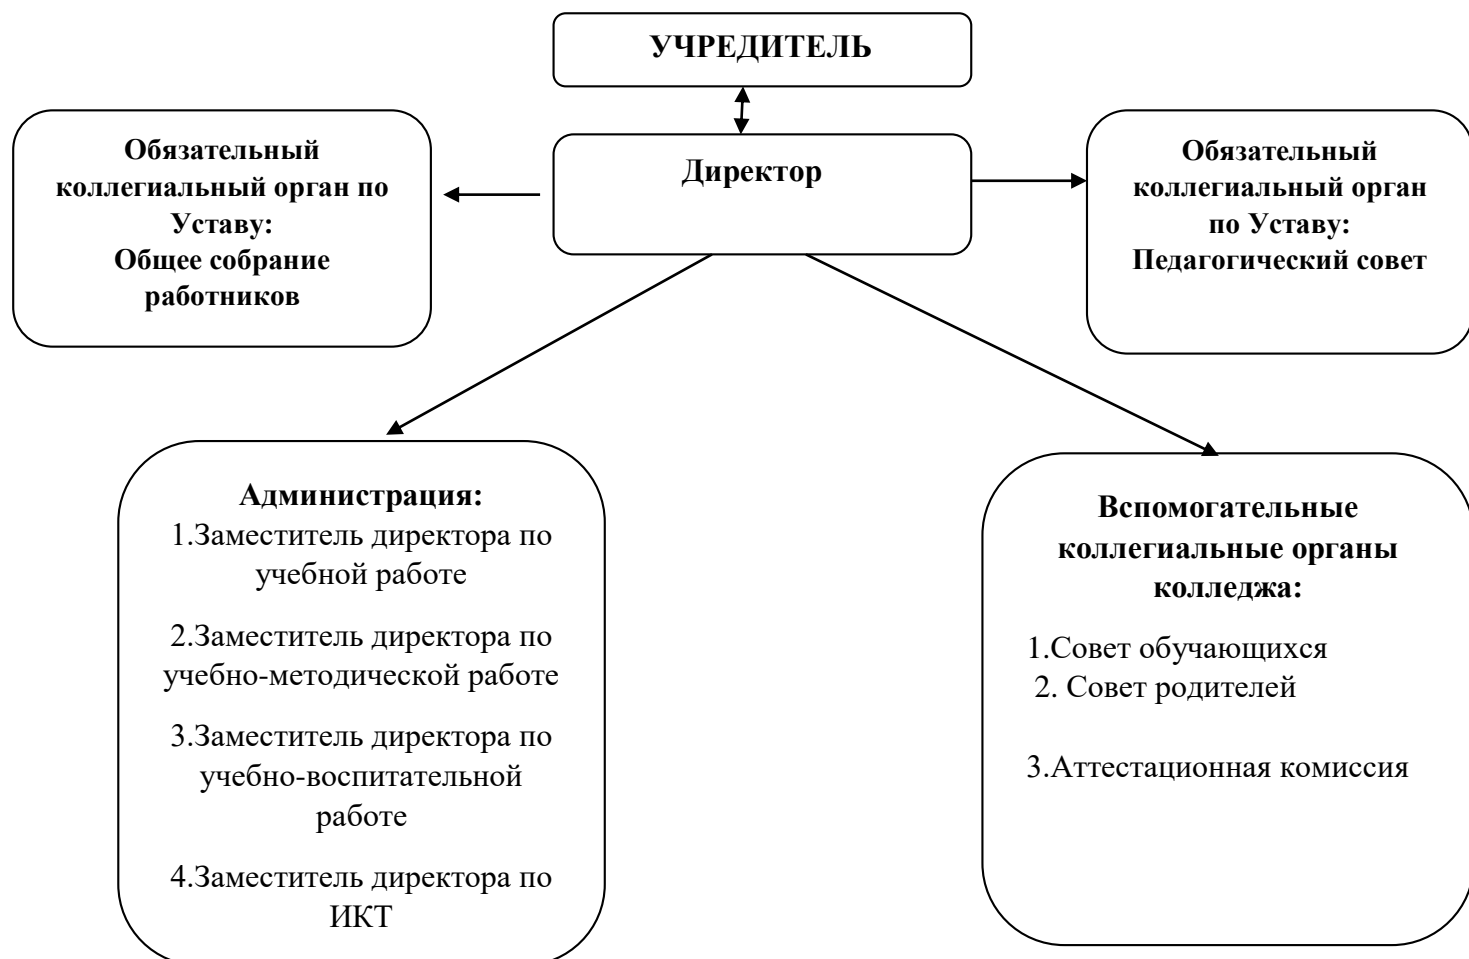 УЧРЕДИТЕЛЬ
Обязательный
коллегиальный орган по
Уставу:
Общее собрание
работников
Директор
Обязательный
коллегиальный орган
по Уставу:
Педагогический совет
Администрация:
1.Заместитель директора по
учебной работе
2.Заместитель директора по
учебно-методической работе
3.Заместитель директора по
учебно-воспитательной
работе
4.Заместитель директора по
ИКТ
Вспомогательные
коллегиальные органы
колледжа:
1.Совет обучающихся
2. Совет родителей
3.Аттестационная комиссия